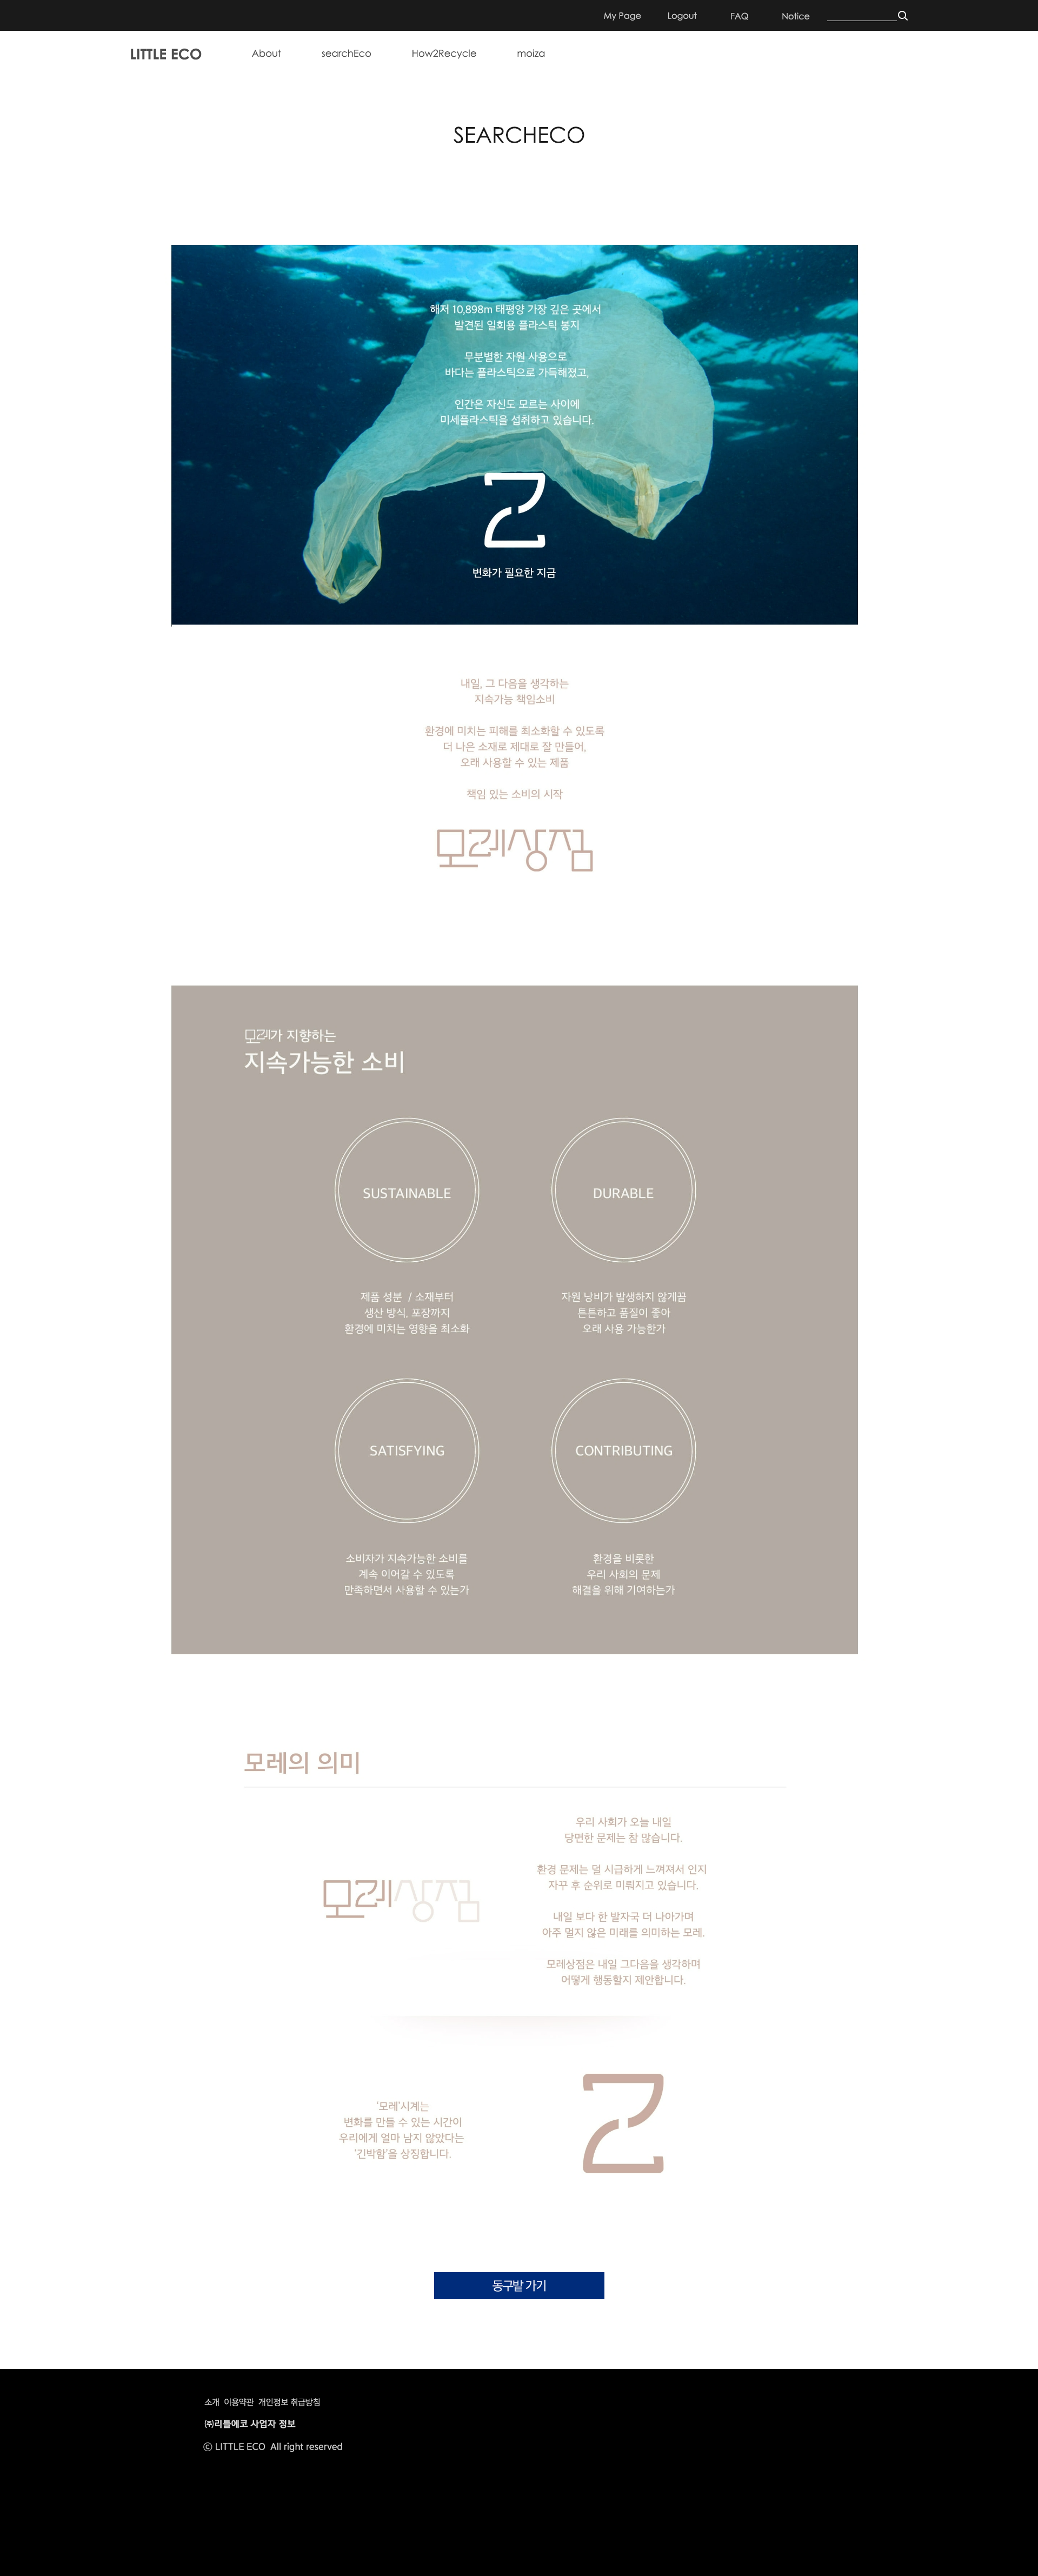 My Page Logout FAQ Notice
LITTLE ECO About searchEco How2Recycle moiza
SEARCHECO
해저 10,898m 태평양 가장 깊은 곳에서
발견된 일회용 플라스틱 봉지
무분별한 자원 사용으로
바다는 플라스틱으로 가득해졌고,
인간은 자신도 모르는 사이에
미세플라스틱을 섭취하고 있습니다.
변화가 필요한 지금
내일, 그 다음을 생각하는
지속가능 책임소비
환경에 미치는 피해를 최소화할 수 있도록
더 나은 소재로 제대로 잘 만들어,
오래 사용할 수 있는 제품
책임 있는 소비의 시작
모레상점
모레가 지향하는
지속가능한 소비
SUSTAINABLE
제품 성분 / 소재부터
생산 방식, 포장까지
환경에 미치는 영향을 최소화
DURABLE
자원 낭비가 발생하지 않게끔
튼튼하고 품질이 좋아
오래 사용 가능한가
SATISFYING
소비자가 지속가능한 소비를
계속 이어갈 수 있도록
만족하면서 사용할 수 있는가
CONTRIBUTING
환경을 비롯한
우리 사회의 문제
해결을 위해 기여하는가
모레의 의미
모레상점
우리 사회가 오늘 내일
당면한 문제는 참 많습니다.
환경 문제는 덜 시급하게 느껴져서 인지
자꾸 후 순위로 미뤄지고 있습니다.
내일 보다 한 발자국 더 나아가며
아주 멀지 않은 미래를 의미하는 모레.
모레상점은 내일 그다음을 생각하며
어떻게 행동할지 제안합니다.
'모레'시계는
변화를 만들 수 있는 시간이
우리에게 얼마 남지 않았다는
'긴박함'을 상징합니다.
동구밭 가기
소개 이용약관 개인정보 취급방침
㈜리틀에코 사업자 정보
ⓒ LITTLE ECO All right reserved